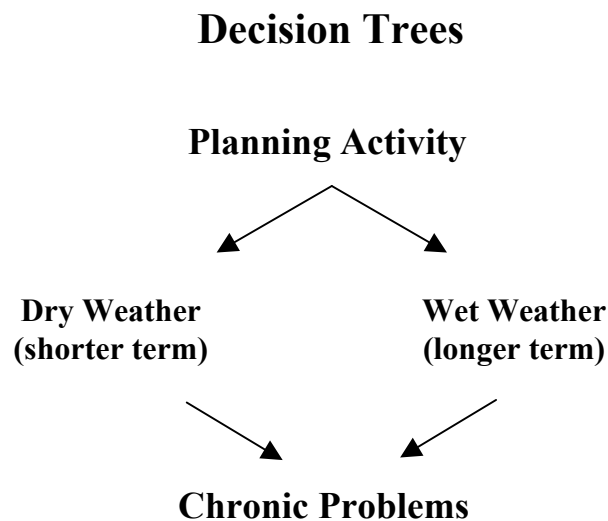 Decision Trees
Planning Activity
Dry Weather
(shorter term)
Wet Weather
(longer term)
Chronic Problems